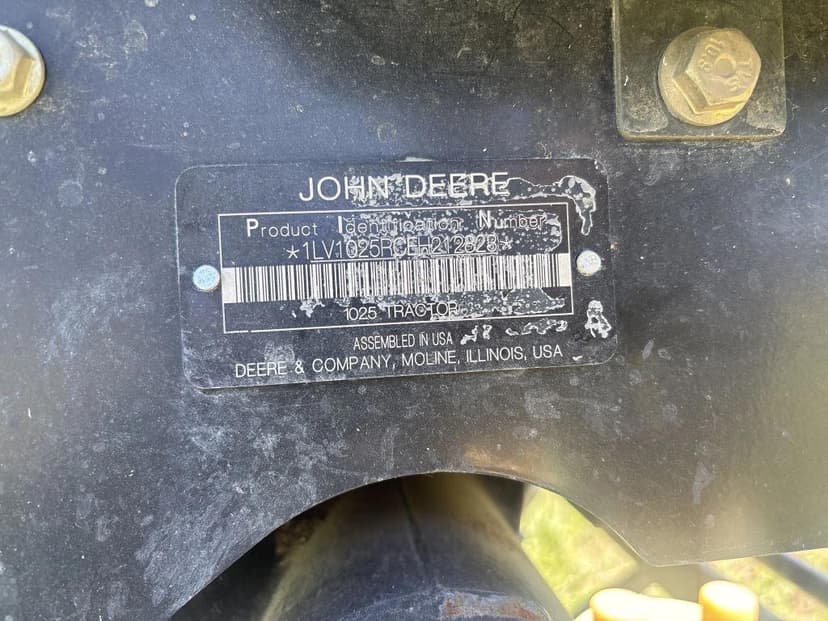 JOHN DEERE
Product Identification Number
*1LV1025RCEH212828*
1025 TRACTOR
ASSEMBLED IN USA
DEERE & COMPANY, MOLINE, ILLINOIS, USA